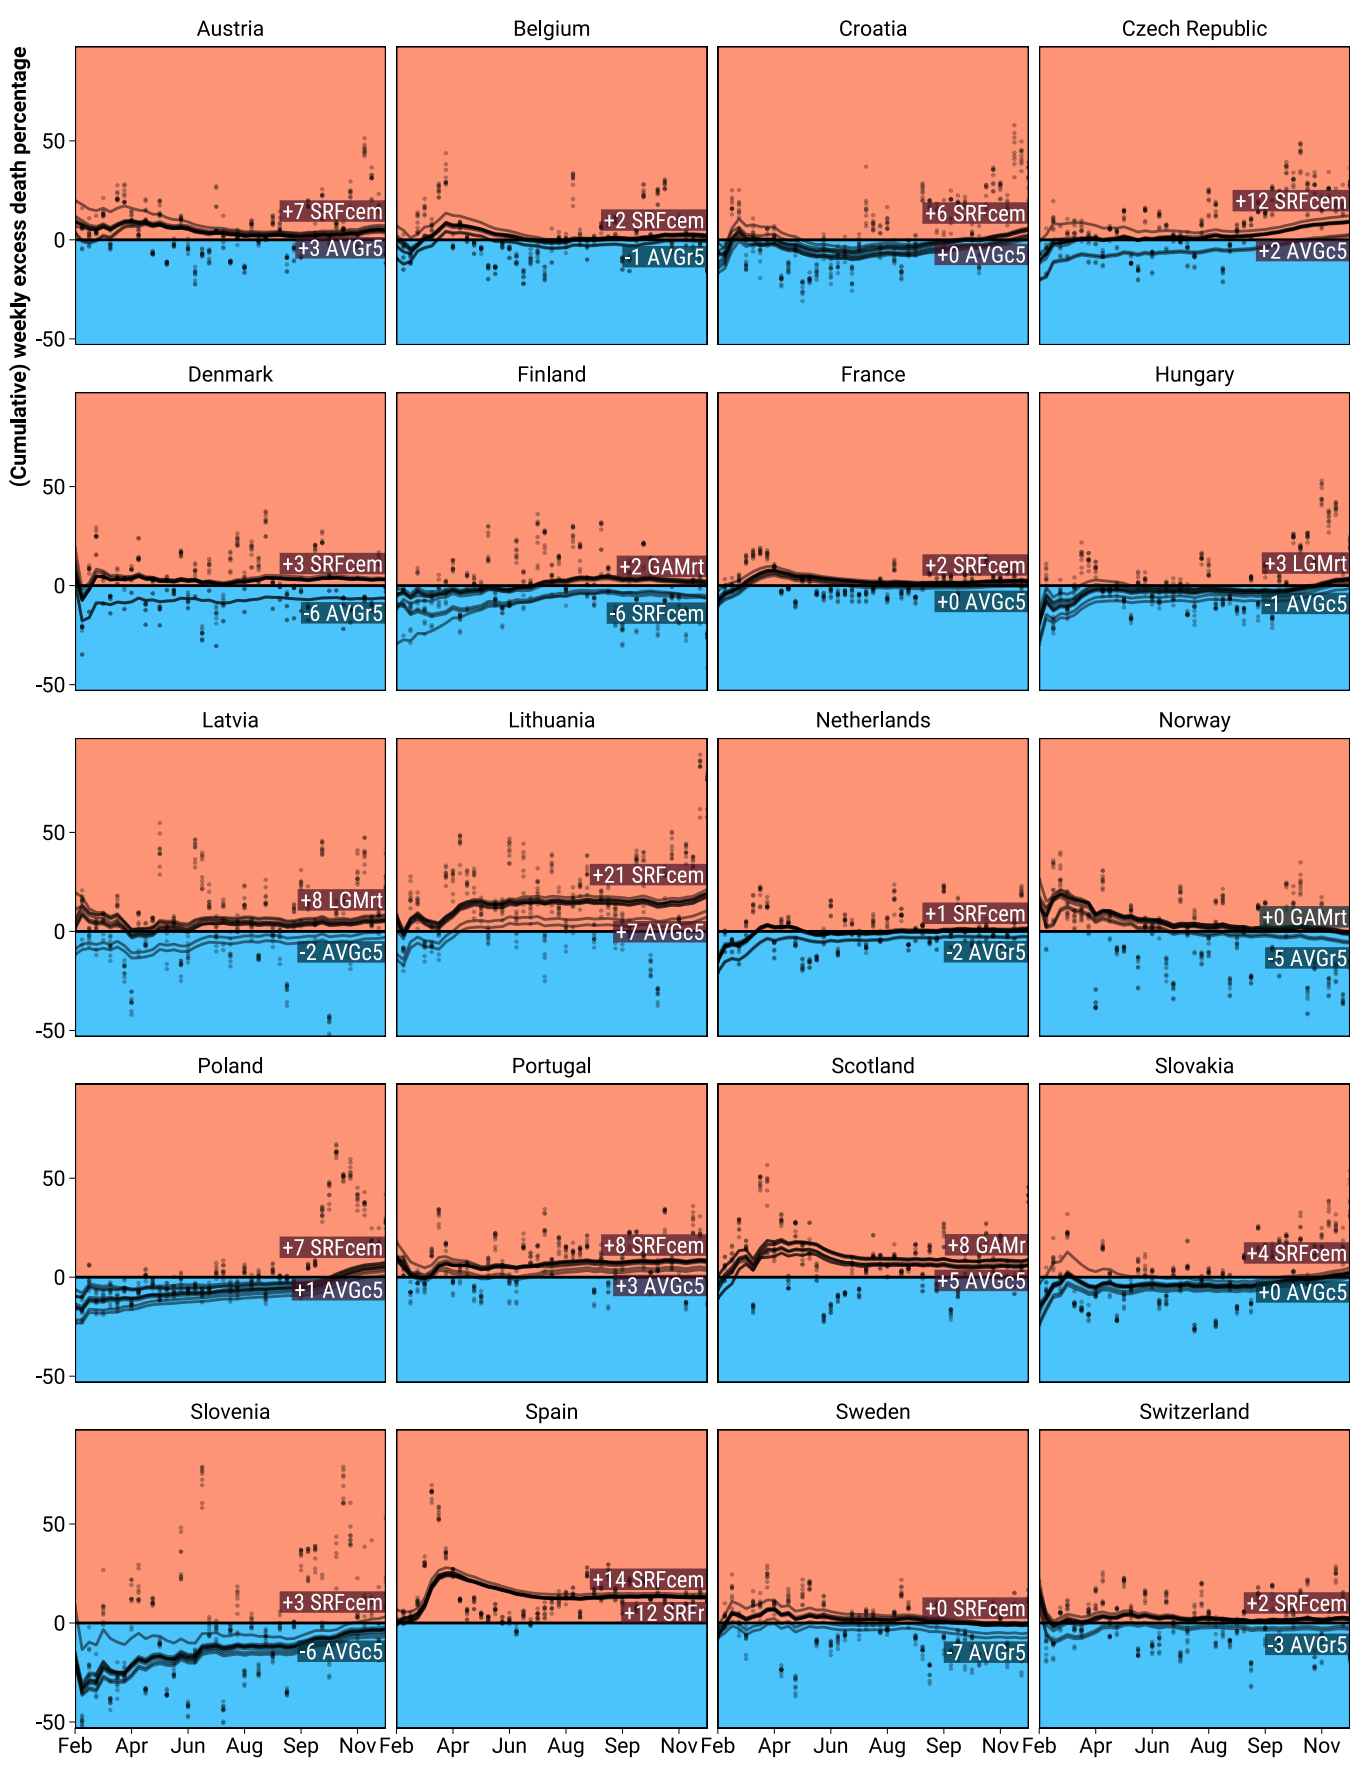 (Cumulative) weekly excess death percentage
Austria Belgium Croatia Czech Republic
50
+7 SRFcem +2 SRFcem +6 SRFcem +12 SRFcem
0
+3 AVGr5 -1 AVGr5 +0 AVGc5 +2 AVGc5
-50
Denmark Finland France Hungary
50
+3 SRFcem +2 GAMrt +2 SRFcem +3 LGMrt
0
-6 AVGr5 -6 SRFcem +0 AVGc5 -1 AVGc5
-50
Latvia Lithuania Netherlands Norway
50
+8 LGMrt +21 SRFcem +1 SRFcem +0 GAMrt
0
-2 AVGc5 +7 AVGc5 -2 AVGr5 -5 AVGr5
-50
Poland Portugal Scotland Slovakia
50
+7 SRFcem +8 SRFcem +8 GAMr +4 SRFcem
0
+1 AVGc5 +3 AVGc5 +5 AVGc5 +0 AVGc5
-50
Slovenia Spain Sweden Switzerland
50
+3 SRFcem +14 SRFcem +0 SRFcem +2 SRFcem
0
-6 AVGc5 +12 SRFr -7 AVGr5 -3 AVGr5
-50
Feb Apr Jun Aug Sep Nov Feb Apr Jun Aug Sep Nov Feb Apr Jun Aug Sep Nov Feb Apr Jun Aug Sep Nov